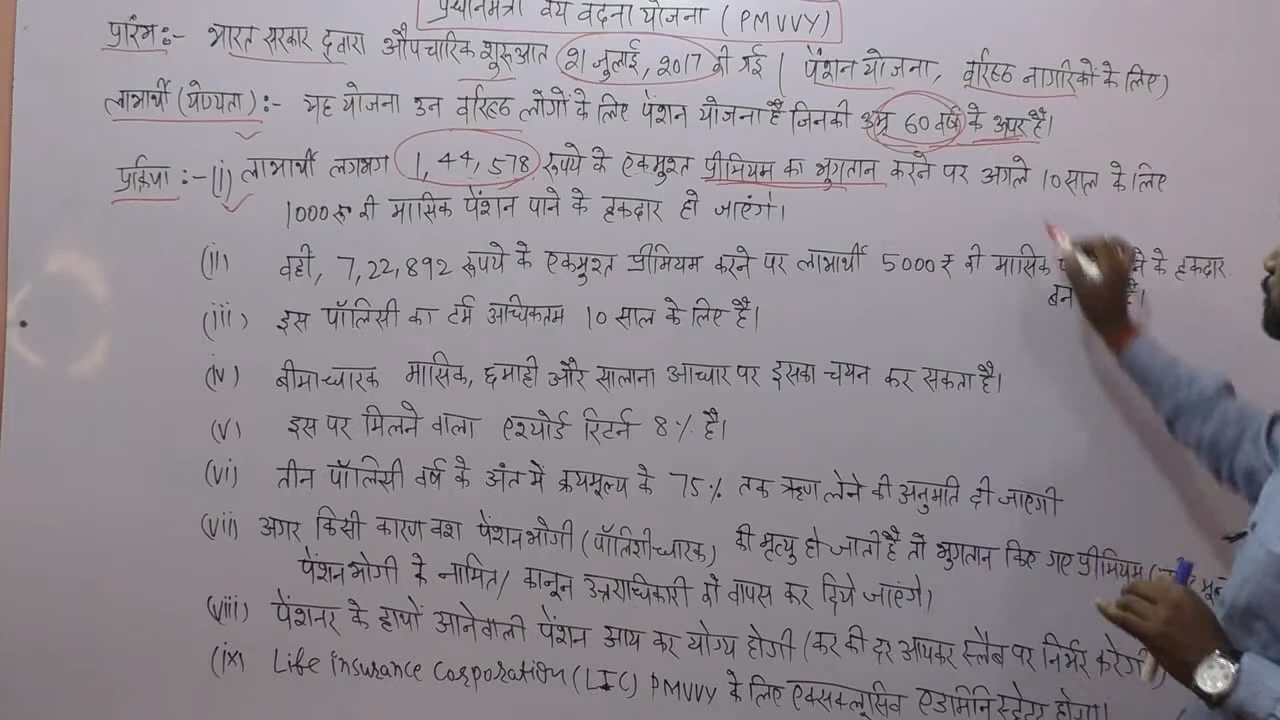 प्रधानमंत्री वय वंदना योजना (PMVVY)
प्रारंभ:- भारत सरकार द्वारा औपचारिक शुरुआत 21 जुलाई, 2017 की गई ( पेंशन योजना, वरिष्ठ नागरिकों के लिए)
लाभार्थी (योग्यता) :- यह योजना उन वरिष्ठ लोगों के लिए पेंशन योजना है जिनकी उम्र 60 वर्ष के ऊपर है।
प्रक्रिया :- (i) लाभार्थी लगभग 1,44,578 रूपये के एकमुश्त प्रीमियम का भुगतान करने पर अगले 10 साल के लिए
1000 रू की मासिक पेंशन पाने के हकदार हो जाएंगे।
(ii) वही, 7,22,892 रूपये के एकमुश्त प्रीमियम करने पर लाभार्थी 5000₹ की मासिक के हकदार
(iii) इस पॉलिसी का टर्म अधिकतम 10 साल के लिए है।
(iv) बीमाधारक मासिक, छमाही और सालाना आधार पर इसका चयन कर सकता है।
(v) इस पर मिलने वाला एश्योर्ड रिटर्न 8% है।
(vi) तीन पॉलिसी वर्ष के अंत में क्रयमूल्य के 75% तक ऋण लेने की अनुमति दी जाएगी
(vii) अगर किसी कारण वश पेंशनभोगी (पॉलिशीधारक) की मृत्यु हो जाती है तो भुगतान किए गए प्रीमियम
पेंशनभोगी के नामित/ कानून उत्तराधिकारी को वापस कर दिये जाएंगे।
(viii) पेंशनर के हाथों आनेवाली पेंशन आय कर योग्य होगी (कर की दर आयकर स्लैब पर निर्भर करेगी)
(ix) Life insurance Corporation (LIC) PMVVY के लिए एक्सक्लूसिव एडमिनिस्ट्रेटर होगा।